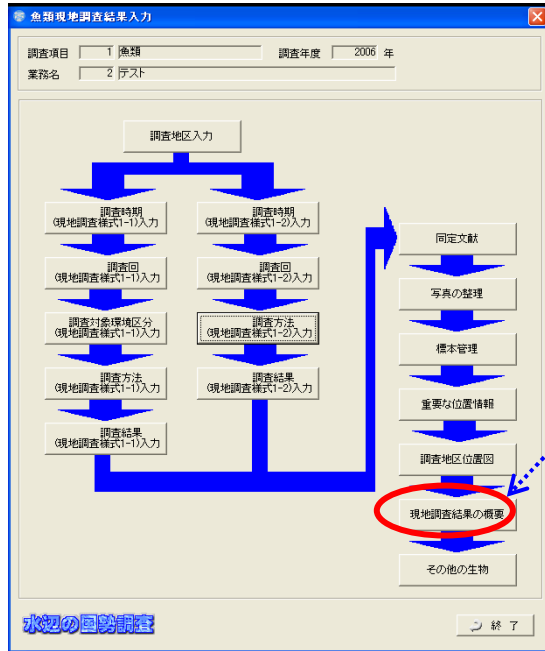 魚類現地調査結果入力
調査項目 1 魚類 調査年度 2006 年
業務名 2 テスト
調査地区入力
調査時期
(現地調査様式1-1)入力
調査回
(現地調査様式1-1)入力
調査対象環境区分
(現地調査様式1-1)入力
調査方法
(現地調査様式1-1)入力
調査結果
(現地調査様式1-1)入力
調査時期
(現地調査様式1-2)入力
調査回
(現地調査様式1-2)入力
調査方法
(現地調査様式1-2)入力
調査結果
(現地調査様式1-2)入力
同定文献
写真の整理
標本管理
重要な位置情報
調査地区位置図
現地調査結果の概要
その他の生物
水辺の国勢調査
終了